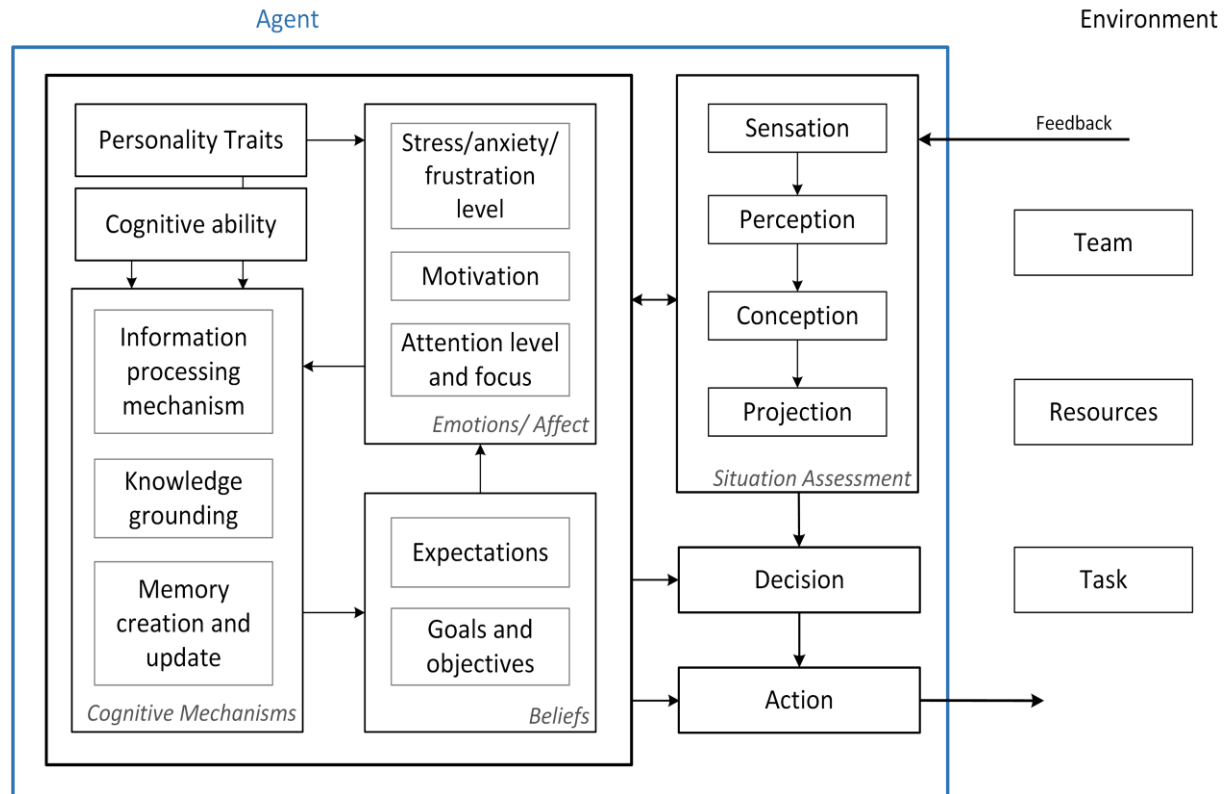 Agent
Environment
Personality Traits
Cognitive ability
Information
processing
mechanism
Knowledge
grounding
Memory
creation and
update
Cognitive Mechanisms
Stress/anxiety/
frustration
level
Motivation
Attention level
and focus
Emotions/ Affect
Expectations
Goals and
objectives
Beliefs
Sensation
Perception
Conception
Projection
Situation Assessment
Decision
Action
Feedback
Team
Resources
Task